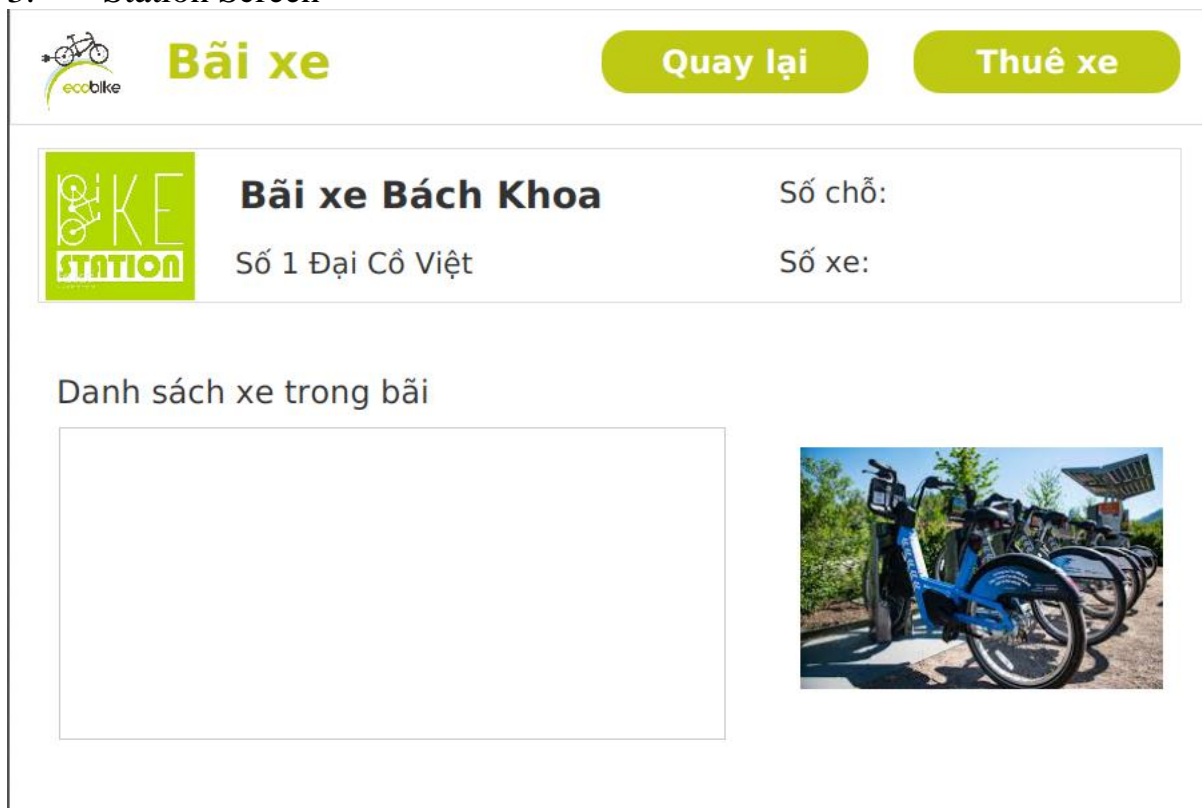 Station Screen
ecobike
Bãi xe
Quay lại
Thuê xe
BIKE
STATION
Bãi xe Bách Khoa
Số chỗ:
Số 1 Đại Cồ Việt
Số xe:
Danh sách xe trong bãi